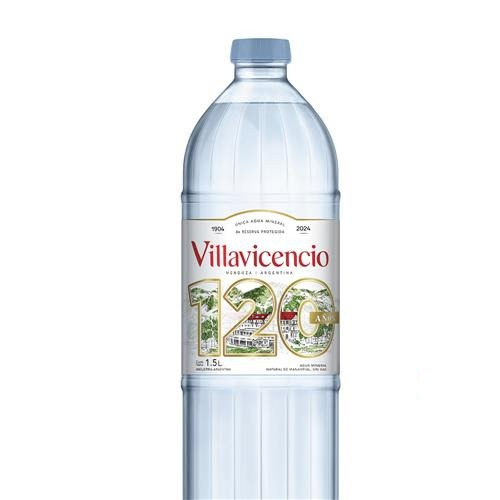 ÚNICA AGUA MINERAL
1904
de RESERVA PROTEGIDA
2024
Villavicencio
MENDOZA | ARGENTINA
120
AÑOS
1.5L
INDUSTRIA ARGENTINA
AGUA MINERAL
NATURAL DE MANANTIAL, SIN GAS